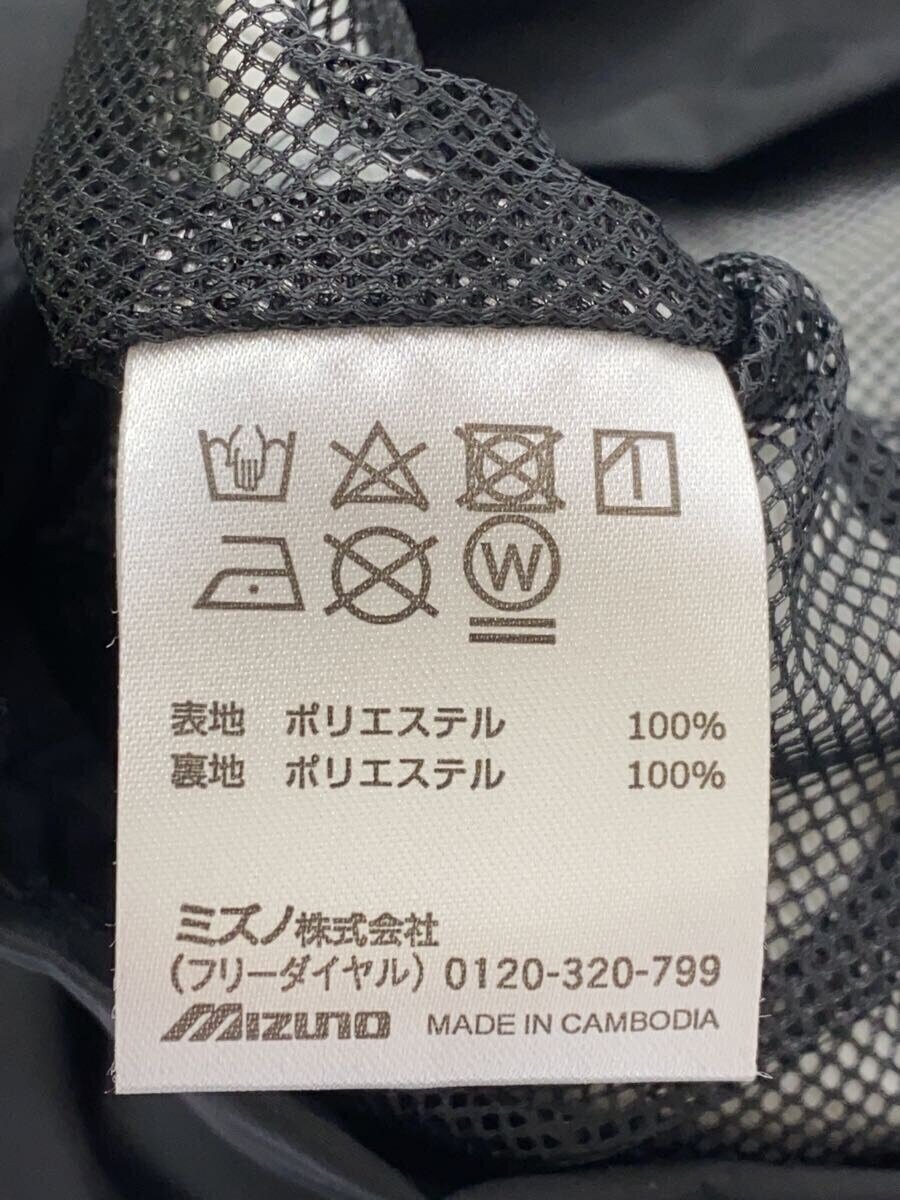 W
表地 ポリエステル 100%
裏地 ポリエステル 100%
ミズノ株式会社
(フリーダイヤル) 0120-320-799
MIZUNO MADE IN CAMBODIA